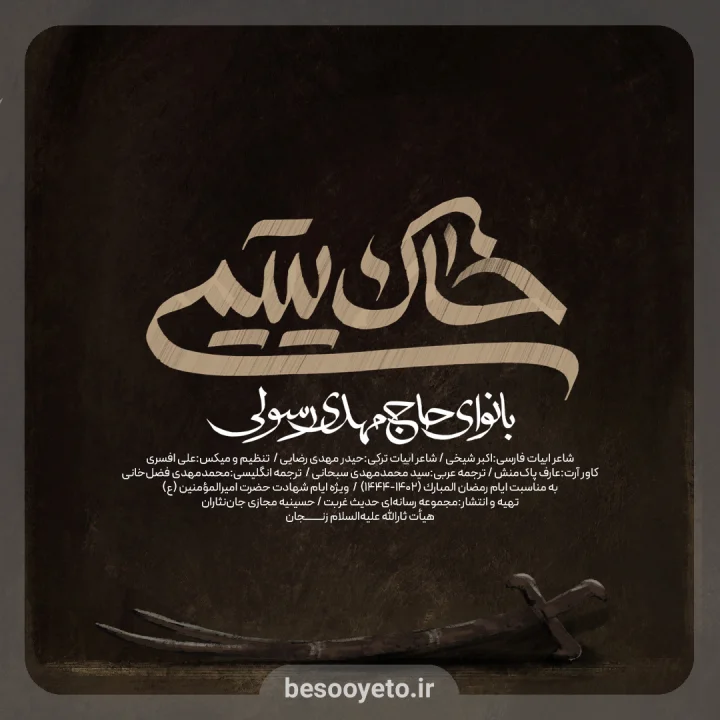 خاک یتیم
با نوای حاج مهدی رسولی
شاعر ابیات فارسی:اکبر شیخی / شاعر ابیات ترکی:حیدر مهدی رضایی / تنظیم و میکس:علی افسری
کاور آرت:عارف پاک‌منش / ترجمه عربی:سید محمدمهدی سبحانی / ترجمه انگلیسی:محمدمهدی فضل‌خانی
به مناسبت ایام رمضان المبارك (۱۴۰۲-۱۴۴۴) / ویژه ایام شهادت حضرت امیرالمؤمنین (ع)
تهیه و انتشار:مجموعه رسانه‌ای حدیث غربت / حسینیه مجازی جان‌نثاران
هیأت ثارالله علیه‌السلام زنـــجان
besooyeto.ir